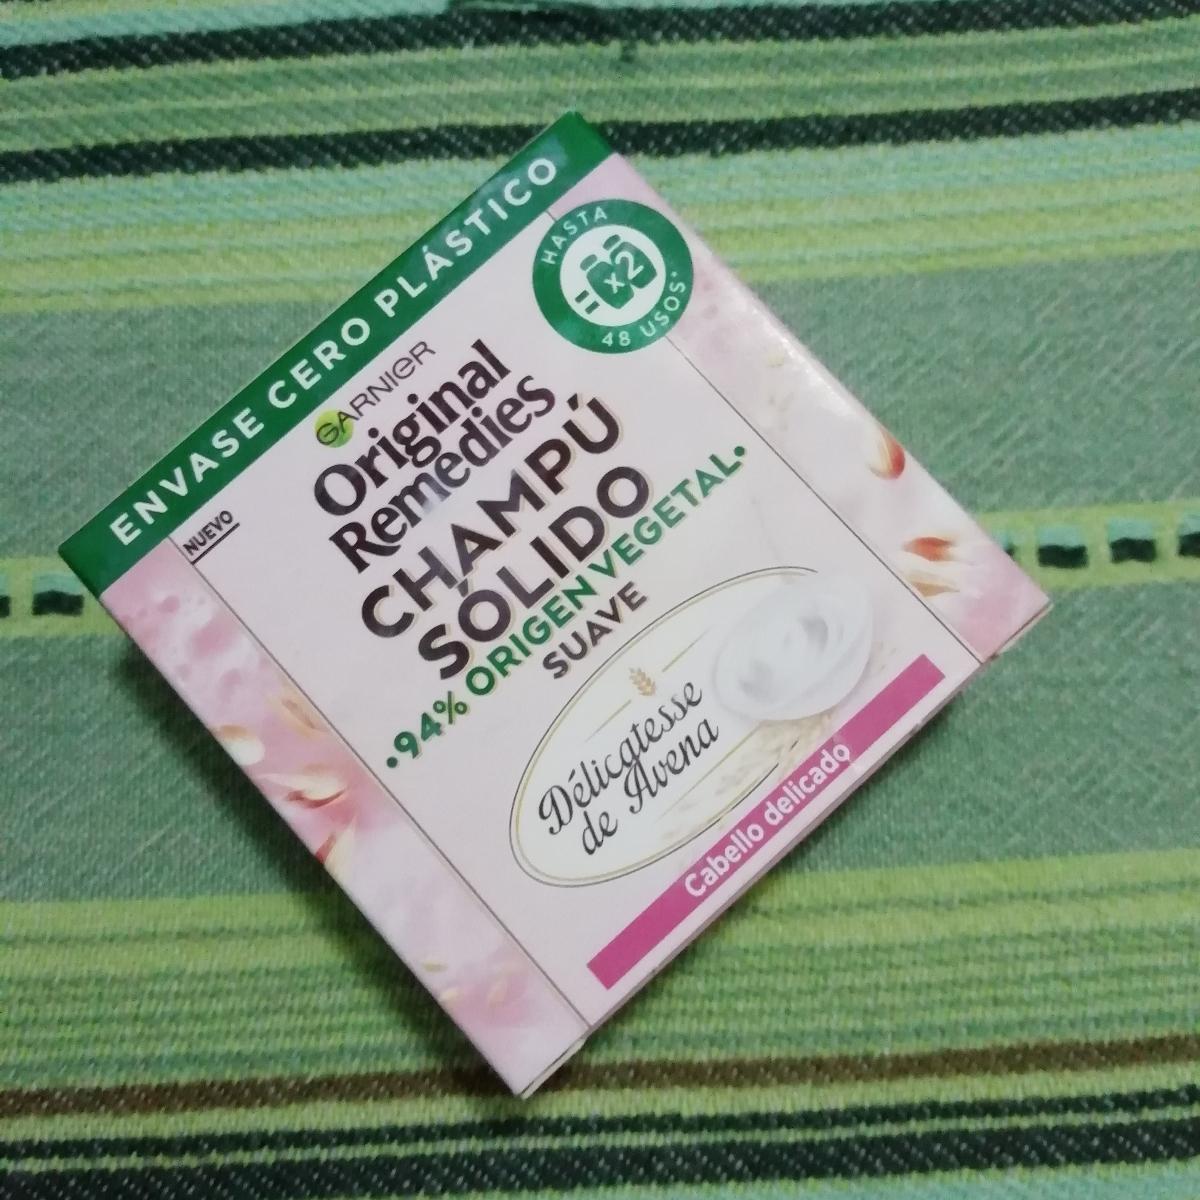 ENVASE CERO PLÁSTICO
HASTA
=
x2
48 USOS*
NUEVO
GARNIER
Original
Remedies
CHAMPÚ
SÓLIDO
•94% ORIGEN VEGETAL•
SUAVE
Délicatesse
de Avena
Cabello delicado